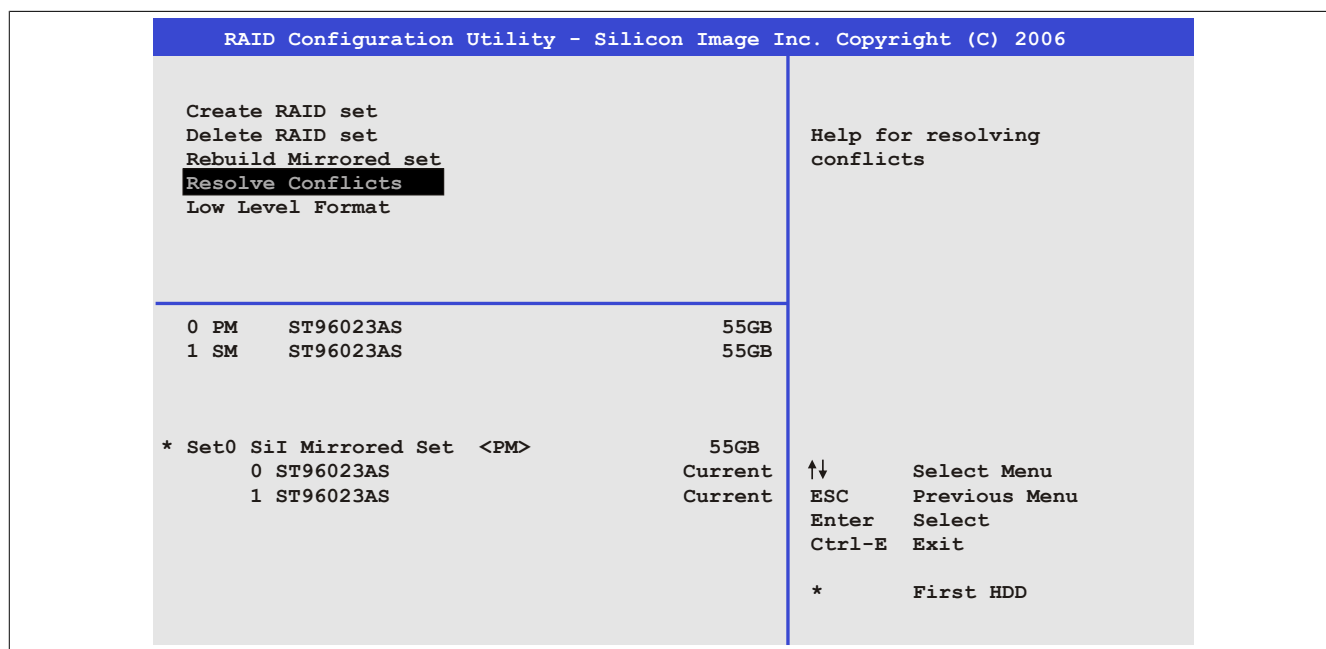 RAID Configuration Utility - Silicon Image Inc. Copyright (C) 2006
Create RAID set
Delete RAID set
Rebuild Mirrored set
Resolve Conflicts
Low Level Format
Help for resolving
conflicts
0 PM ST96023AS 55GB
1 SM ST96023AS 55GB
* Set0 SiI Mirrored Set <PM> 55GB
0 ST96023AS Current
1 ST96023AS Current
↑↓ Select Menu
ESC Previous Menu
Enter Select
Ctrl-E Exit
* First HDD